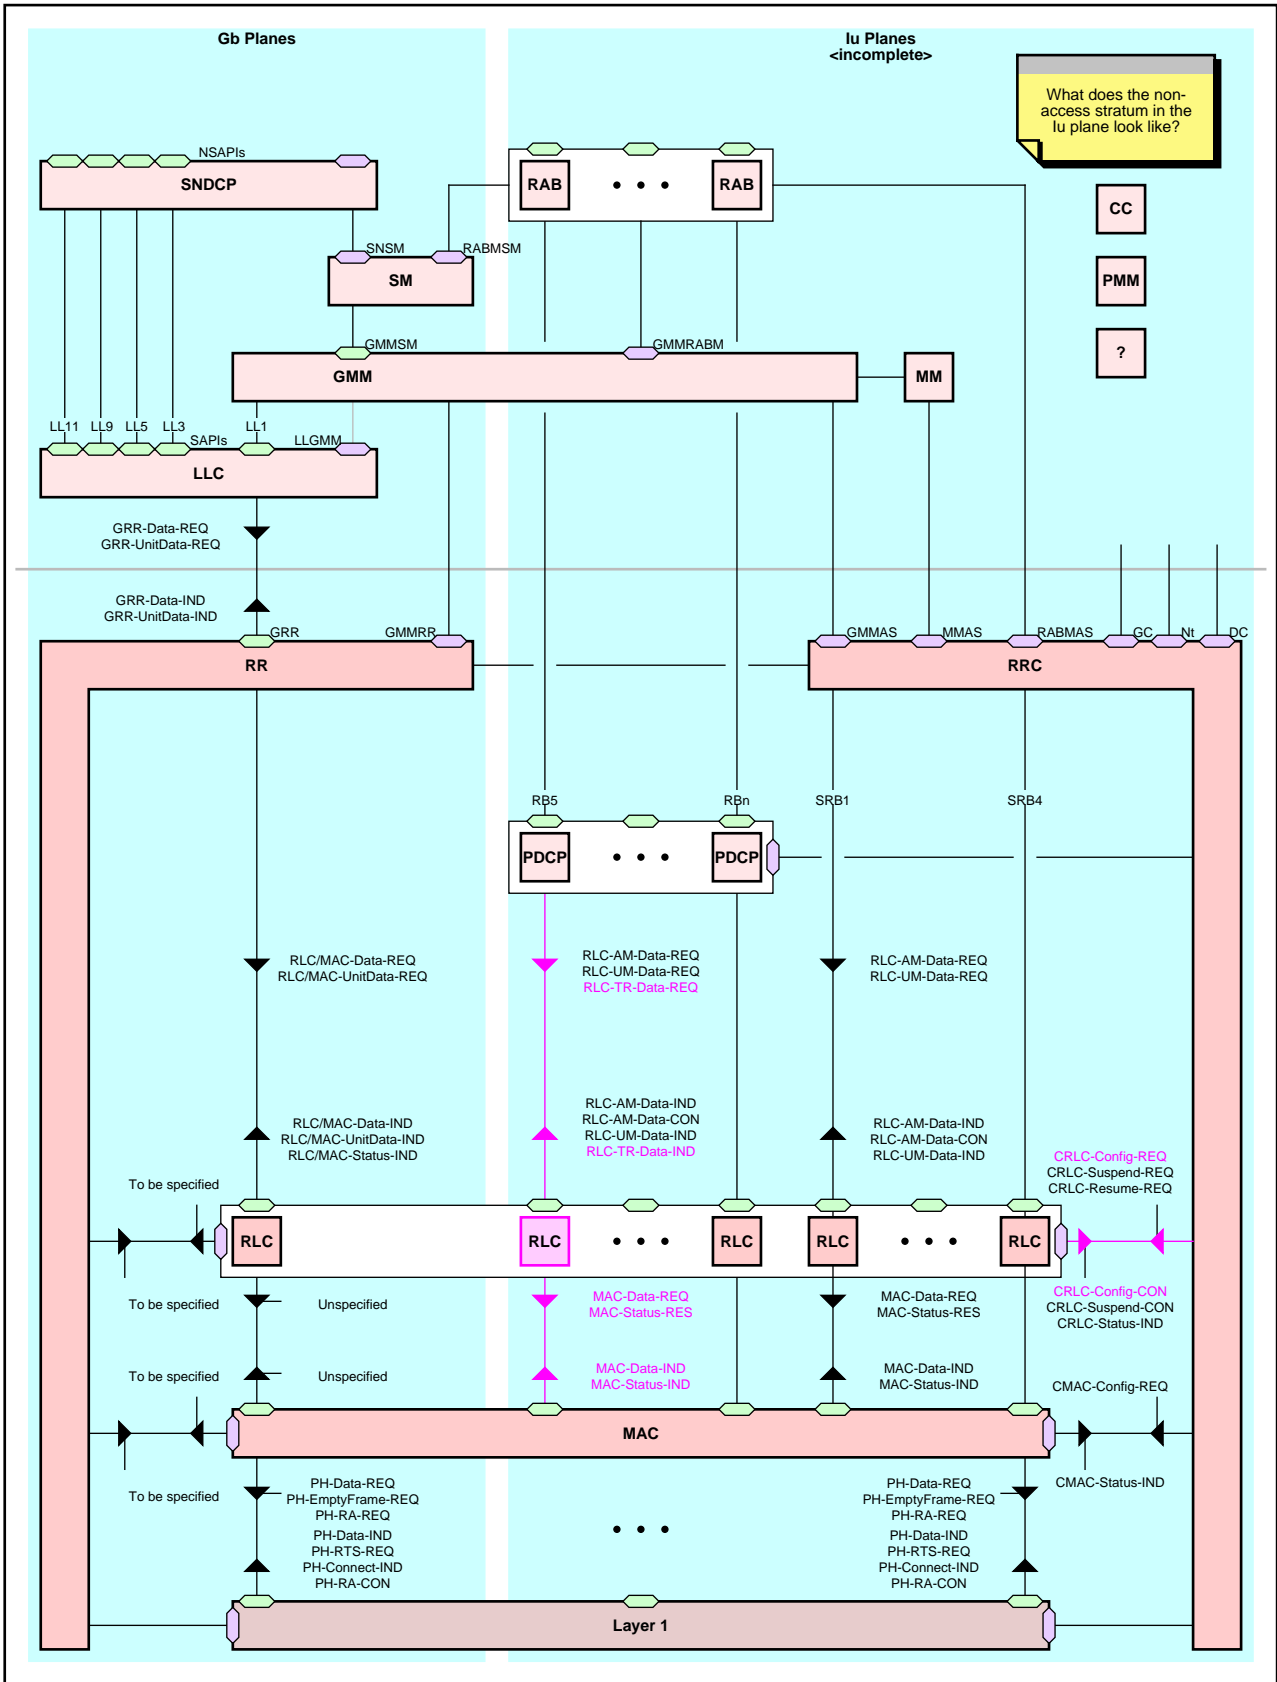 Gb Planes
Iu Planes
<incomplete>
What does the non-
access stratum in the
Iu plane look like?
NSAPIs
SNDCP
RAB
• • •
RAB
CC
SNSM
RABMSM
SM
PMM
GMMSM
GMMRABM
GMM
MM
?
LL11
LL9
LL5
LL3
SAPIs
LL1
LLGMM
LLC
GRR-Data-REQ
GRR-UnitData-REQ
GRR-Data-IND
GRR-UnitData-IND
GRR
GMMRR
GMMAS
MMAS
RABMAS
GC
Nt
DC
RR
RRC
RB5
RBn
SRB1
SRB4
PDCP
• • •
PDCP
RLC/MAC-Data-REQ
RLC/MAC-UnitData-REQ
RLC-AM-Data-REQ
RLC-UM-Data-REQ
RLC-TR-Data-REQ
RLC-AM-Data-REQ
RLC-UM-Data-REQ
RLC/MAC-Data-IND
RLC/MAC-UnitData-IND
RLC/MAC-Status-IND
RLC-AM-Data-IND
RLC-AM-Data-CON
RLC-UM-Data-IND
RLC-TR-Data-IND
RLC-AM-Data-IND
RLC-AM-Data-CON
RLC-UM-Data-IND
CRLC-Config-REQ
CRLC-Suspend-REQ
CRLC-Resume-REQ
To be specified
RLC
RLC
• • •
RLC
RLC
• • •
RLC
To be specified
Unspecified
MAC-Data-REQ
MAC-Status-RES
MAC-Data-REQ
MAC-Status-RES
CRLC-Config-CON
CRLC-Suspend-CON
CRLC-Status-IND
To be specified
Unspecified
MAC-Data-IND
MAC-Status-IND
MAC-Data-IND
MAC-Status-IND
CMAC-Config-REQ
MAC
To be specified
PH-Data-REQ
PH-EmptyFrame-REQ
PH-RA-REQ
PH-Data-IND
PH-RTS-REQ
PH-Connect-IND
PH-RA-CON
• • •
PH-Data-REQ
PH-EmptyFrame-REQ
PH-RA-REQ
PH-Data-IND
PH-RTS-REQ
PH-Connect-IND
PH-RA-CON
CMAC-Status-IND
Layer 1